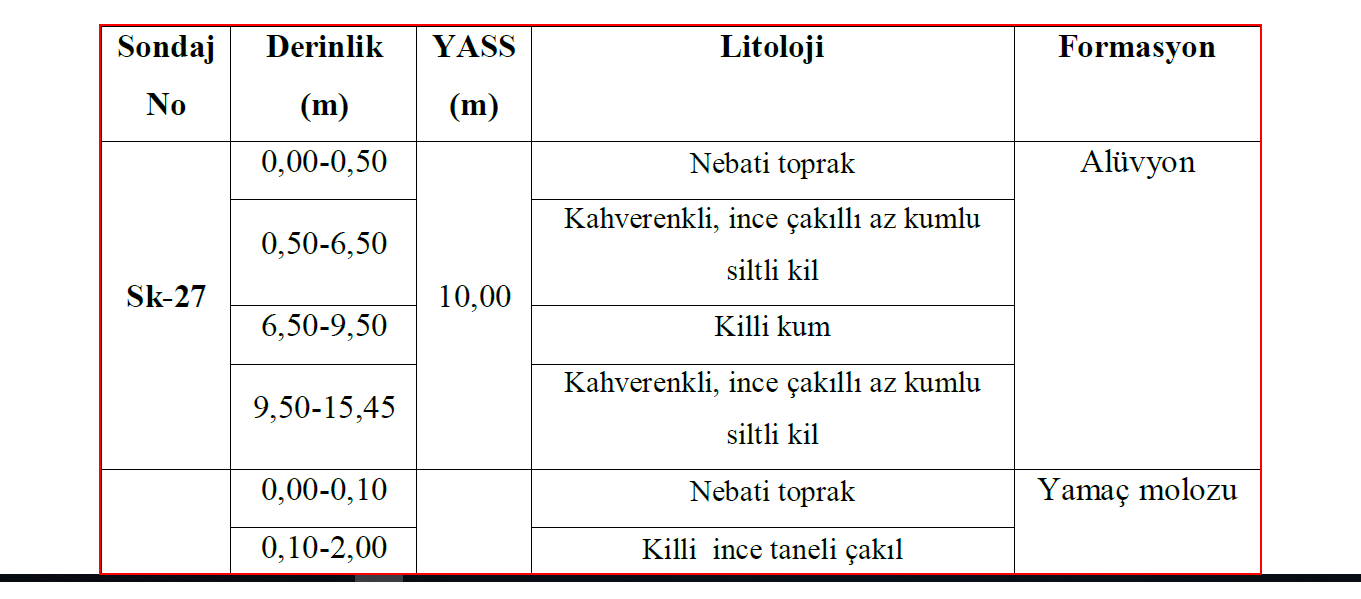 Sondaj No Derinlik (m) YASS (m) Litoloji Formasyon
0,00-0,50 Nebati toprak Alüvyon
0,50-6,50 Kahverenkli, ince çakıllı az kumlu
siltli kil
Sk-27 10,00
6,50-9,50 Killi kum
9,50-15,45 Kahverenkli, ince çakıllı az kumlu
siltli kil
0,00-0,10 Nebati toprak Yamaç molozu
0,10-2,00 Killi ince taneli çakıl